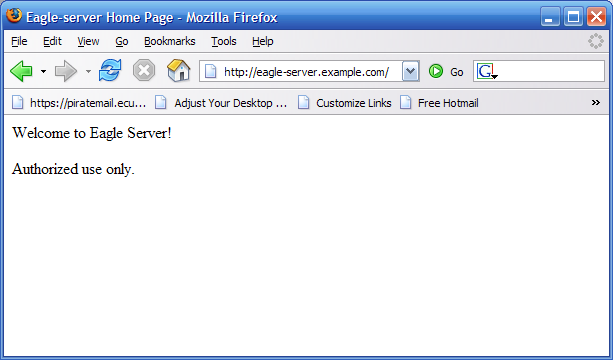 Eagle-server Home Page - Mozilla Firefox
File Edit View Go Bookmarks Tools Help
http://eagle-server.example.com/ Go G
https://piratemail.ecu... Adjust Your Desktop ... Customize Links Free Hotmail »
Welcome to Eagle Server!
Authorized use only.